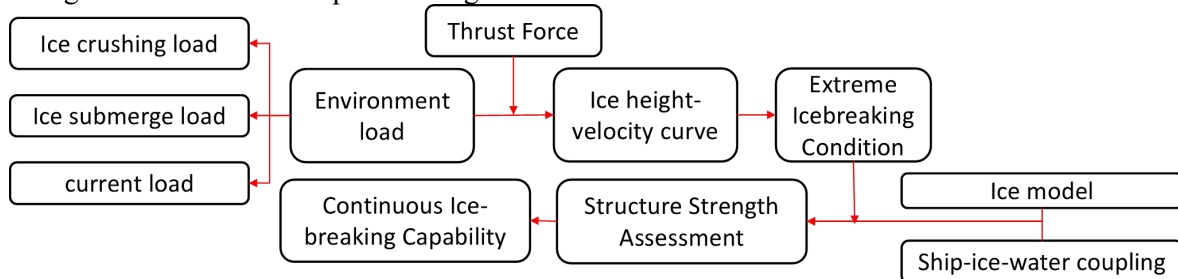 Thrust Force
Ice crushing load
Ice submerge load
current load
Environment
load
Ice height-
velocity curve
Extreme
Icebreaking
Condition
Ice model
Ship-ice-water coupling
Structure Strength
Assessment
Continuous Ice-
breaking Capability